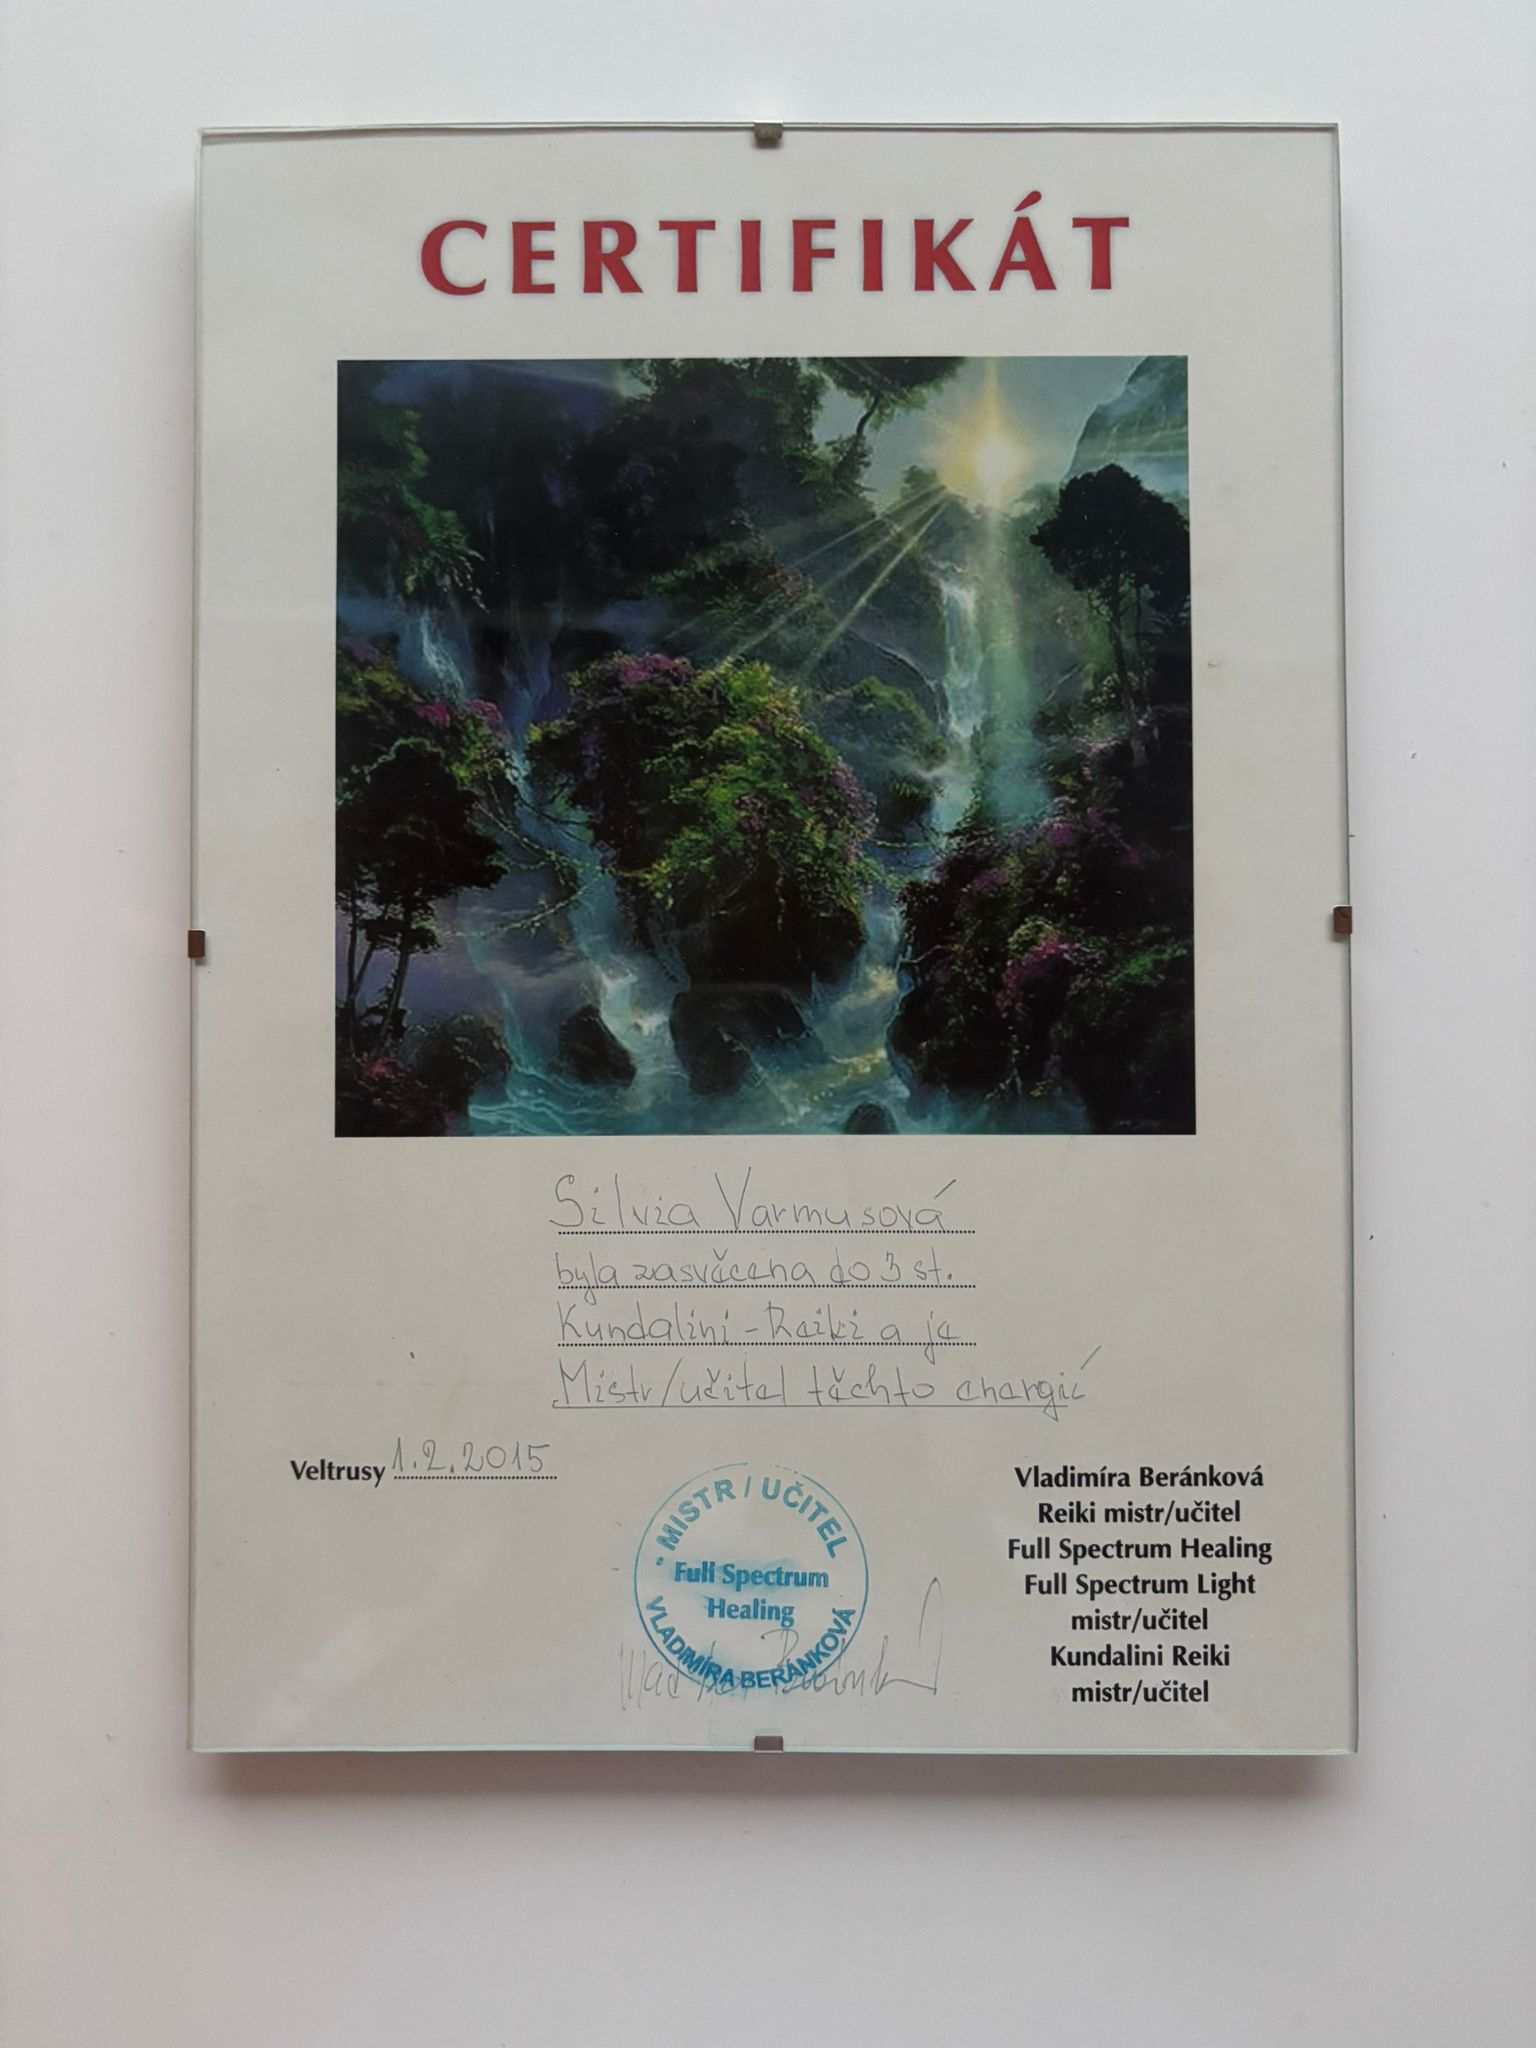 CERTIFIKÁT
Silvia Varmusová
byla zasvěcena do 3 st.
Kundalini-Reiki a je
Mistr/učitel těchto energií
Veltrusy 1.2.2015
MISTR / UČITEL
Full Spectrum
Healing
VLADIMÍRA BERÁNKOVÁ
Vladimíra Beránková
Reiki mistr/učitel
Full Spectrum Healing
Full Spectrum Light
mistr/učitel
Kundalini Reiki
mistr/učitel